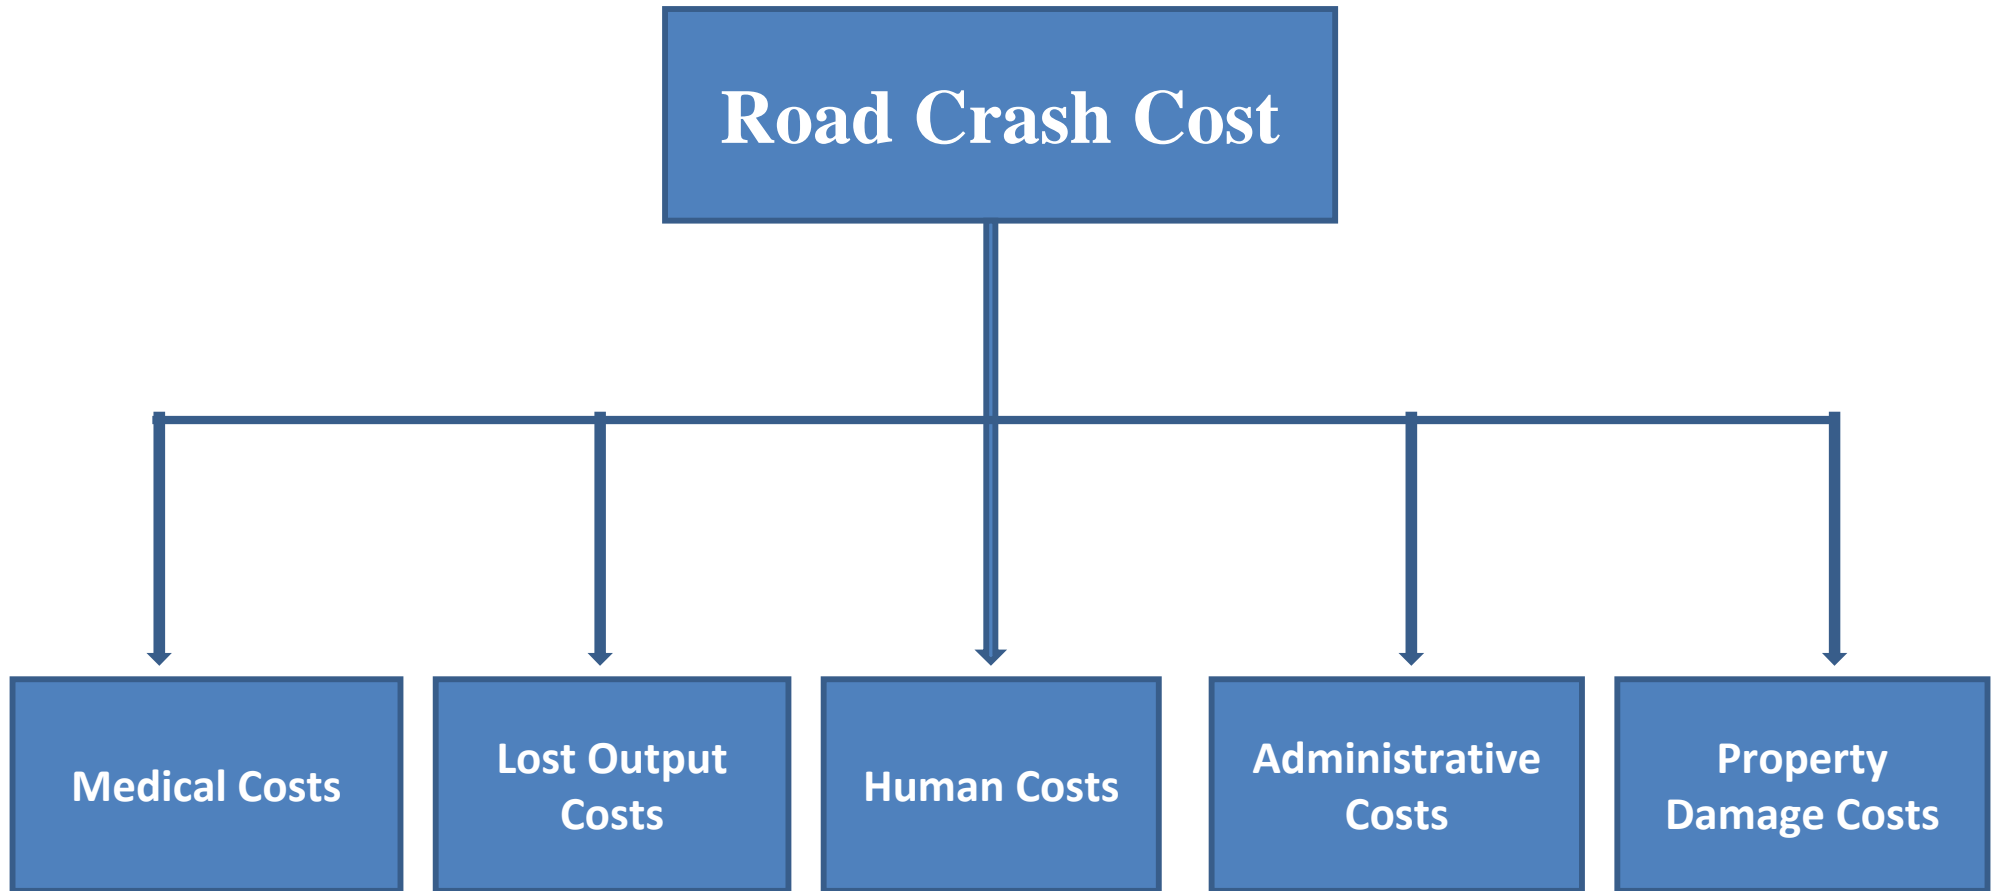 Road Crash Cost
Medical Costs
Lost Output
Costs
Human Costs
Administrative
Costs
Property
Damage Costs